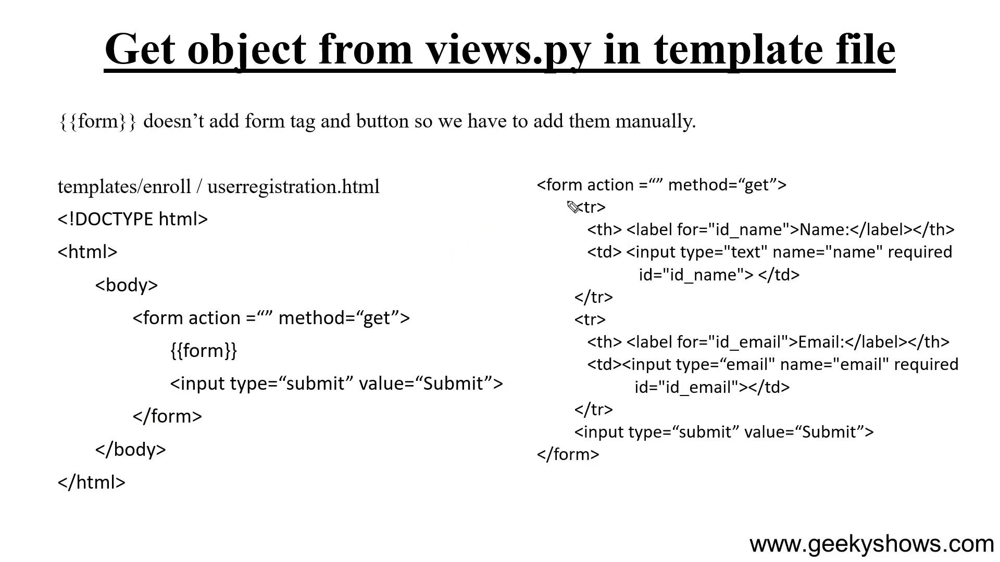 Get object from views.py in template file
{{form}} doesn’t add form tag and button so we have to add them manually.
templates/enroll / userregistration.html
<!DOCTYPE html>
<html>
<body>
<form action =“” method=“get”>
{{form}}
<input type=“submit” value=“Submit”>
</form>
</body>
</html>
<form action =“” method=“get”>
<tr>
<th> <label for="id_name">Name:</label></th>
<td> <input type="text" name="name" required
id="id_name"> </td>
</tr>
<tr>
<th> <label for="id_email">Email:</label></th>
<td><input type=“email" name="email" required
id="id_email"></td>
</tr>
<input type=“submit” value=“Submit”>
</form>
www.geekyshows.com